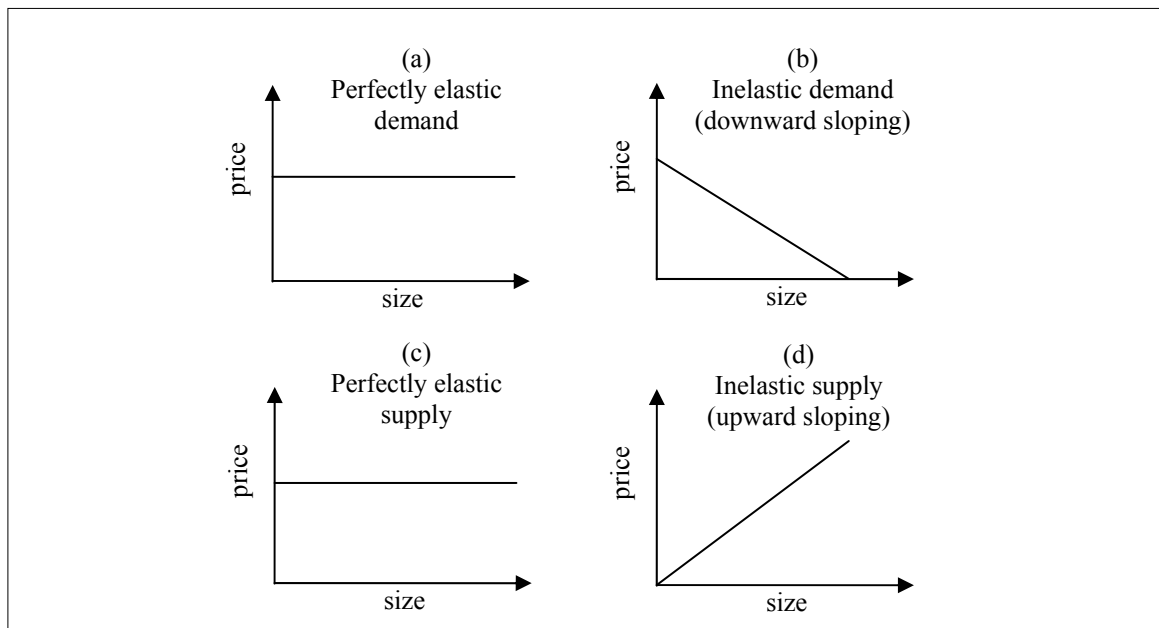 (a)
Perfectly elastic
demand
price
size
(b)
Inelastic demand
(downward sloping)
price
size
(c)
Perfectly elastic
supply
price
size
(d)
Inelastic supply
(upward sloping)
price
size